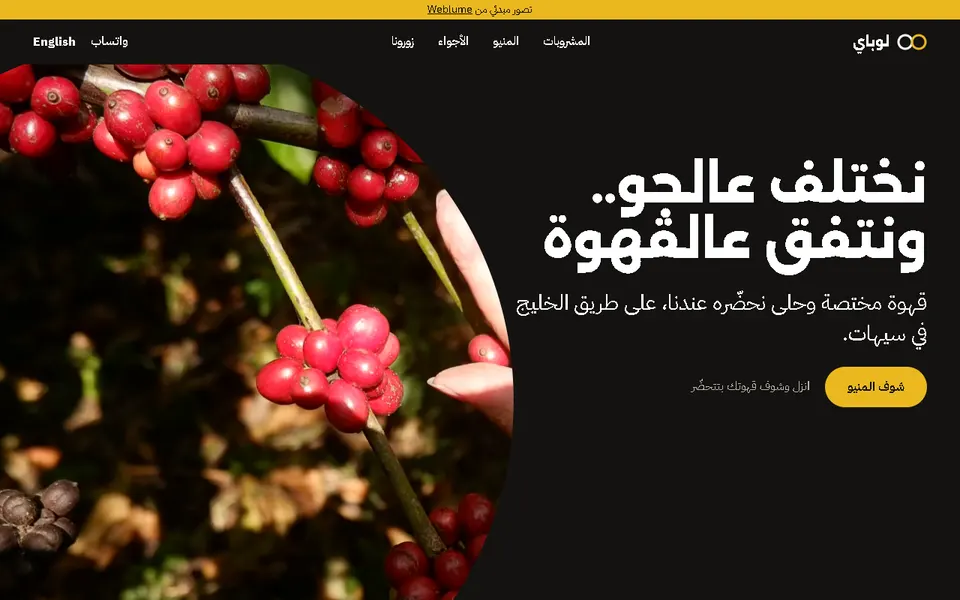 تصور مبدئي من Weblume
لوباي
المشروبات
المنيو
الأجواء
زورونا
واتساب
English
نختلف عالجو..
ونتفق عالقهوة
قهوة مختصة وحلى نحضّره عندنا، على طريق الخليج
في سيهات.
شوف المنيو
انزل وشوف قهوتك بتتحضّر